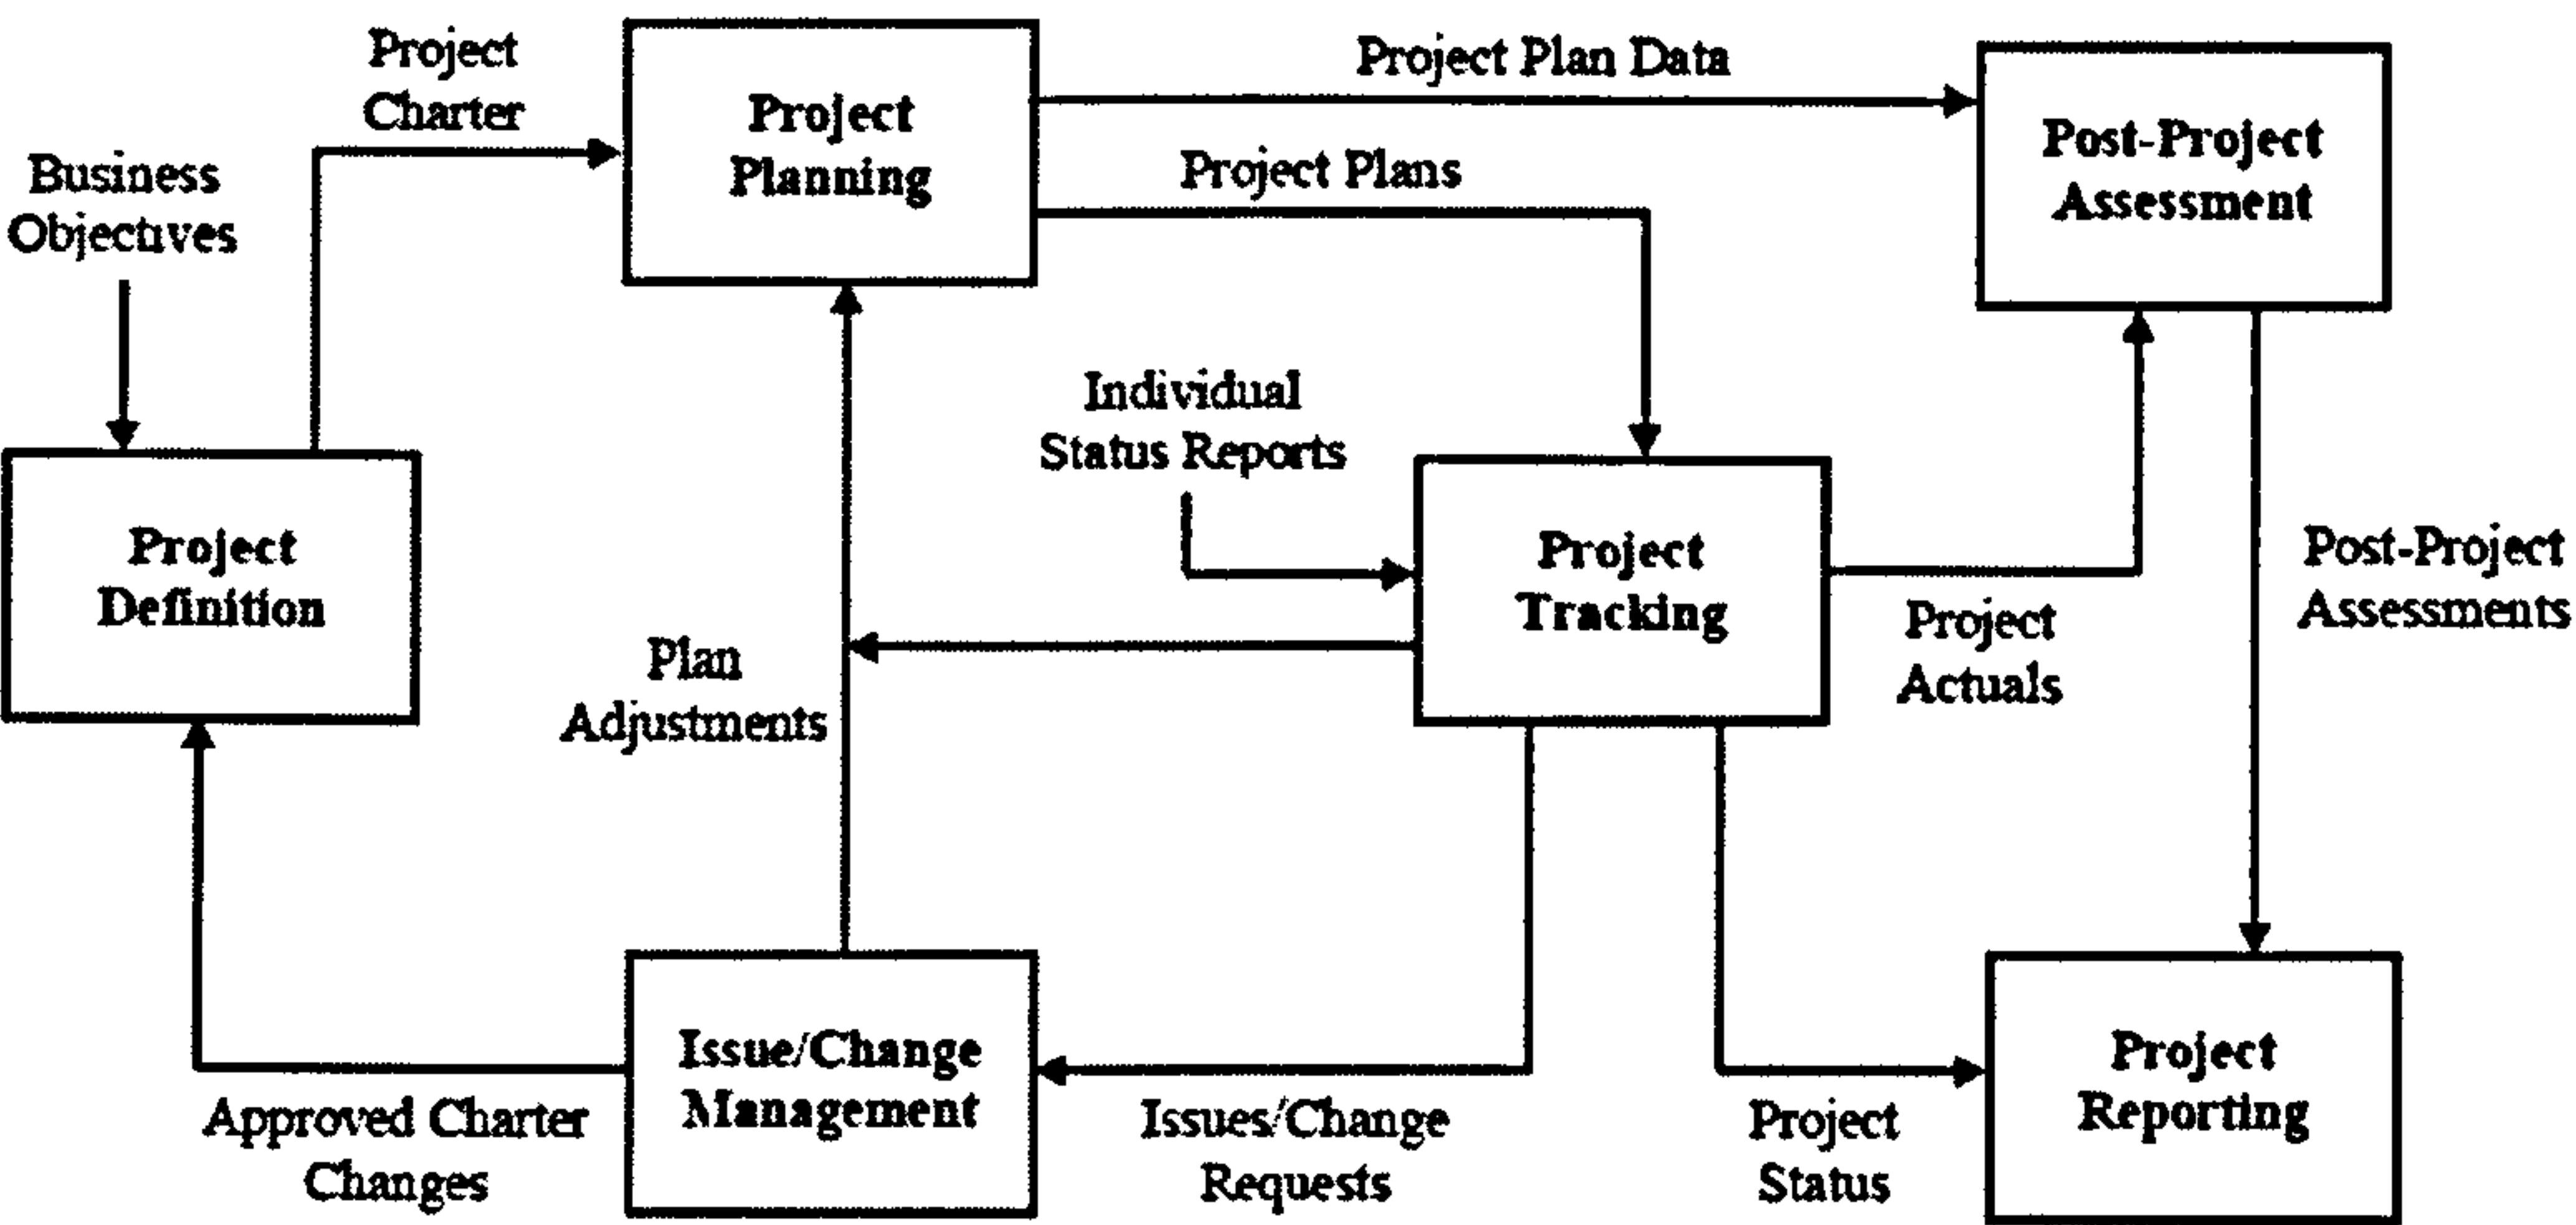 Project
Charter
Business
Objectives
Project
Planning
Project Plan Data
Project Plans
Post-Project
Assessment
Individual
Status Reports
Project
Definition
Project
Tracking
Project
Actuals
Post-Project
Assessments
Plan
Adjustments
Issue/Change
Management
Approved Charter
Changes
Issues/Change
Requests
Project
Status
Project
Reporting